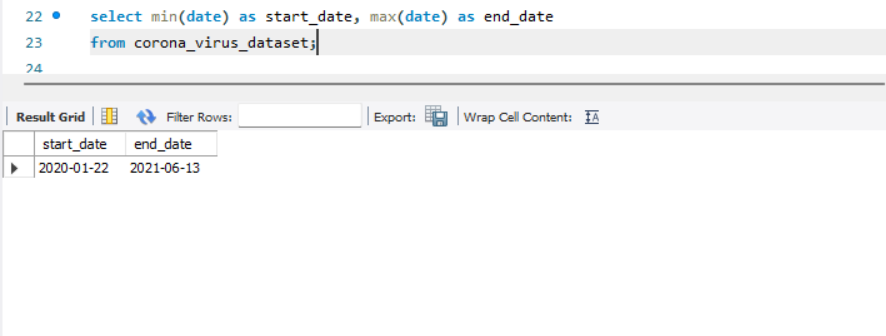 22 select min(date) as start_date, max(date) as end_date
23 from corona_virus_dataset;
24
Result Grid Filter Rows: Export: Wrap Cell Content: IA
start_date end_date
2020-01-22 2021-06-13